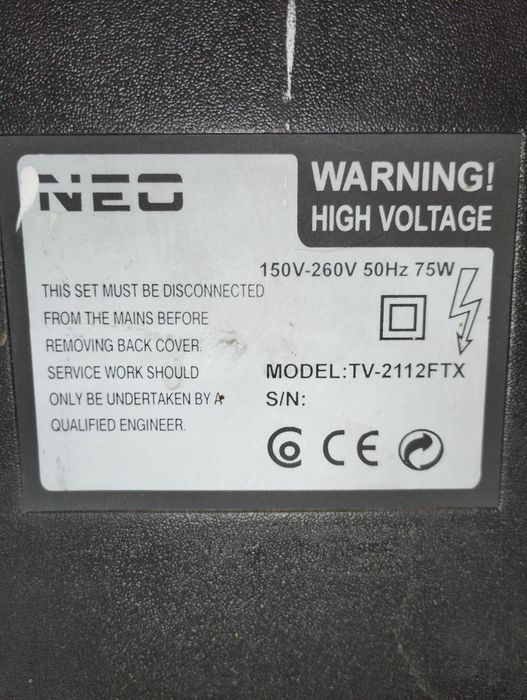 NEO
WARNING!
HIGH VOLTAGE
150V-260V 50Hz 75W
THIS SET MUST BE DISCONNECTED
FROM THE MAINS BEFORE
REMOVING BACK COVER.
SERVICE WORK SHOULD
ONLY BE UNDERTAKEN BY A
QUALIFIED ENGINEER.
MODEL:TV-2112FTX
S/N:
CE